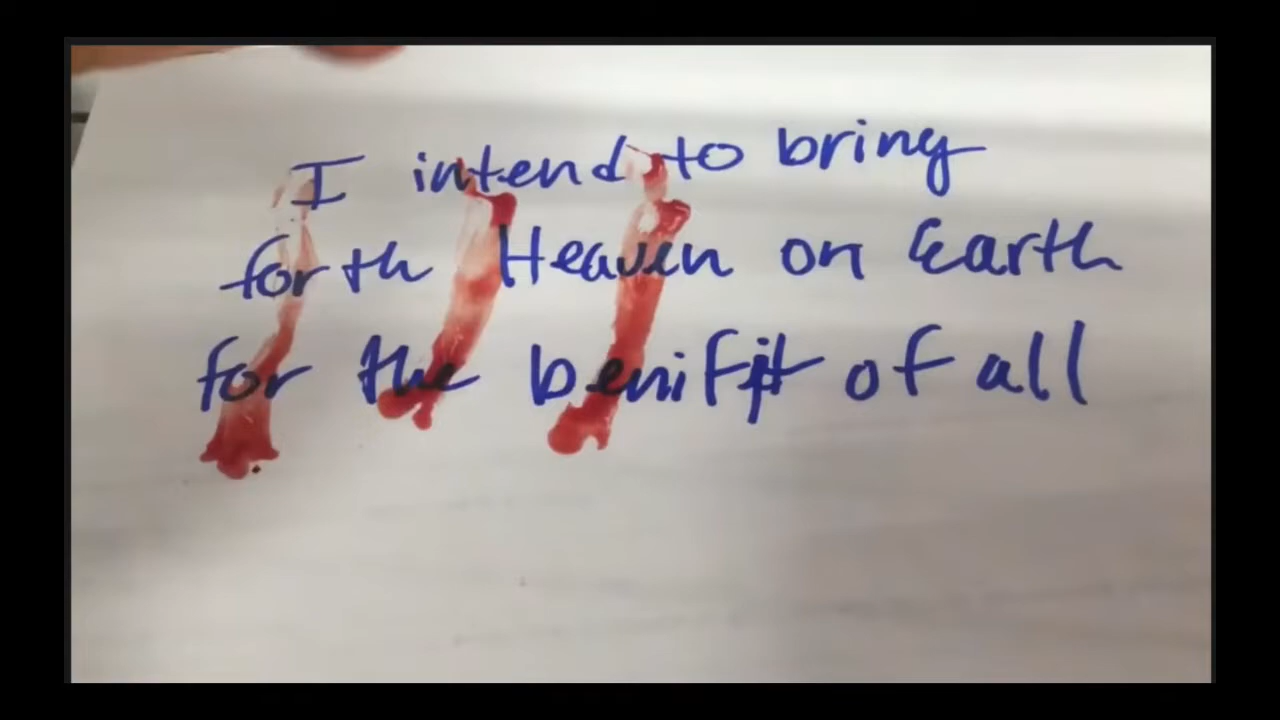 I intend to bring
forth Heaven on Earth
for the benifit of all